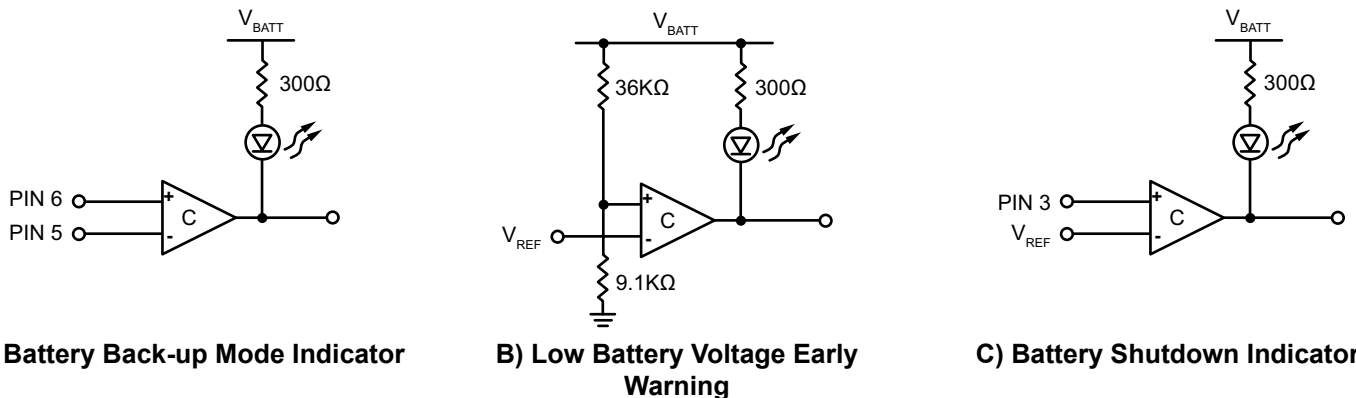 V_BATT
300Ω
PIN 6
+
C
PIN 5
-
Battery Back-up Mode Indicator
V_BATT
36KΩ
300Ω
+
C
V_REF
-
9.1KΩ
B) Low Battery Voltage Early
Warning
V_BATT
300Ω
PIN 3
+
C
V_REF
-
C) Battery Shutdown Indicator